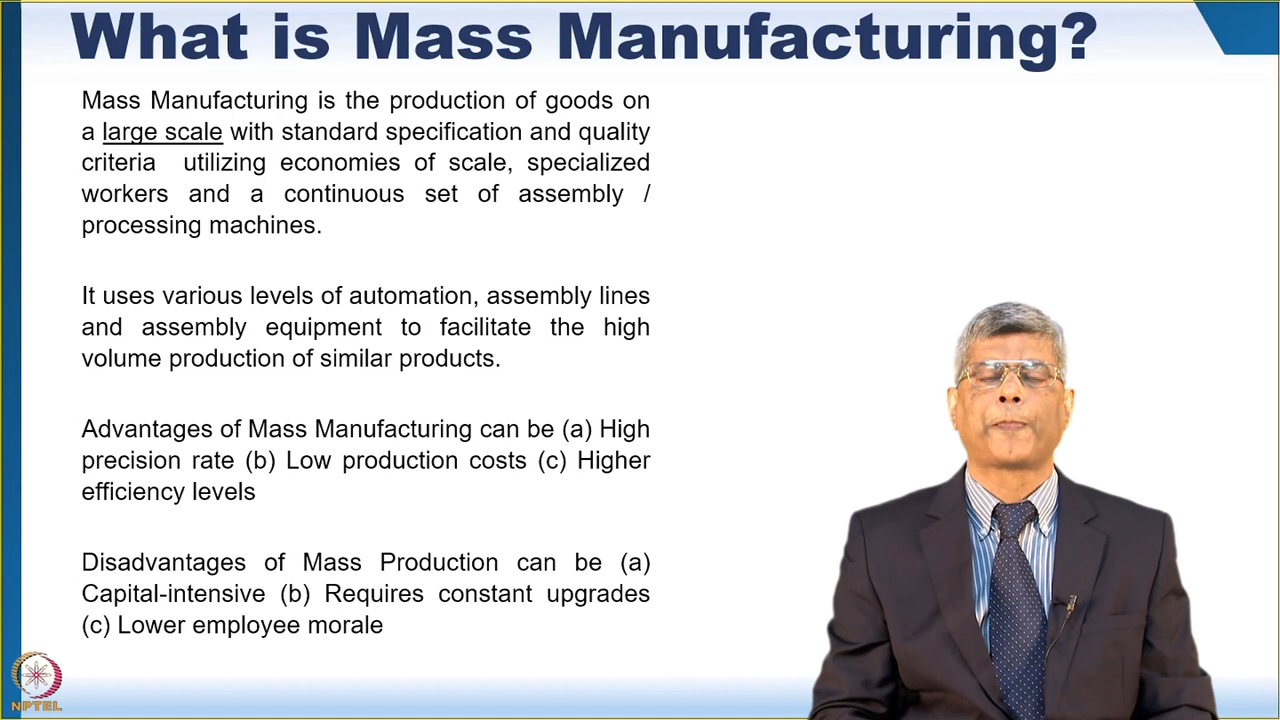 What is Mass Manufacturing?
Mass Manufacturing is the production of goods on
a large scale with standard specification and quality
criteria utilizing economies of scale, specialized
workers and a continuous set of assembly /
processing machines.
It uses various levels of automation, assembly lines
and assembly equipment to facilitate the high
volume production of similar products.
Advantages of Mass Manufacturing can be (a) High
precision rate (b) Low production costs (c) Higher
efficiency levels
Disadvantages of Mass Production can be (a)
Capital-intensive (b) Requires constant upgrades
(c) Lower employee morale
NPTEL